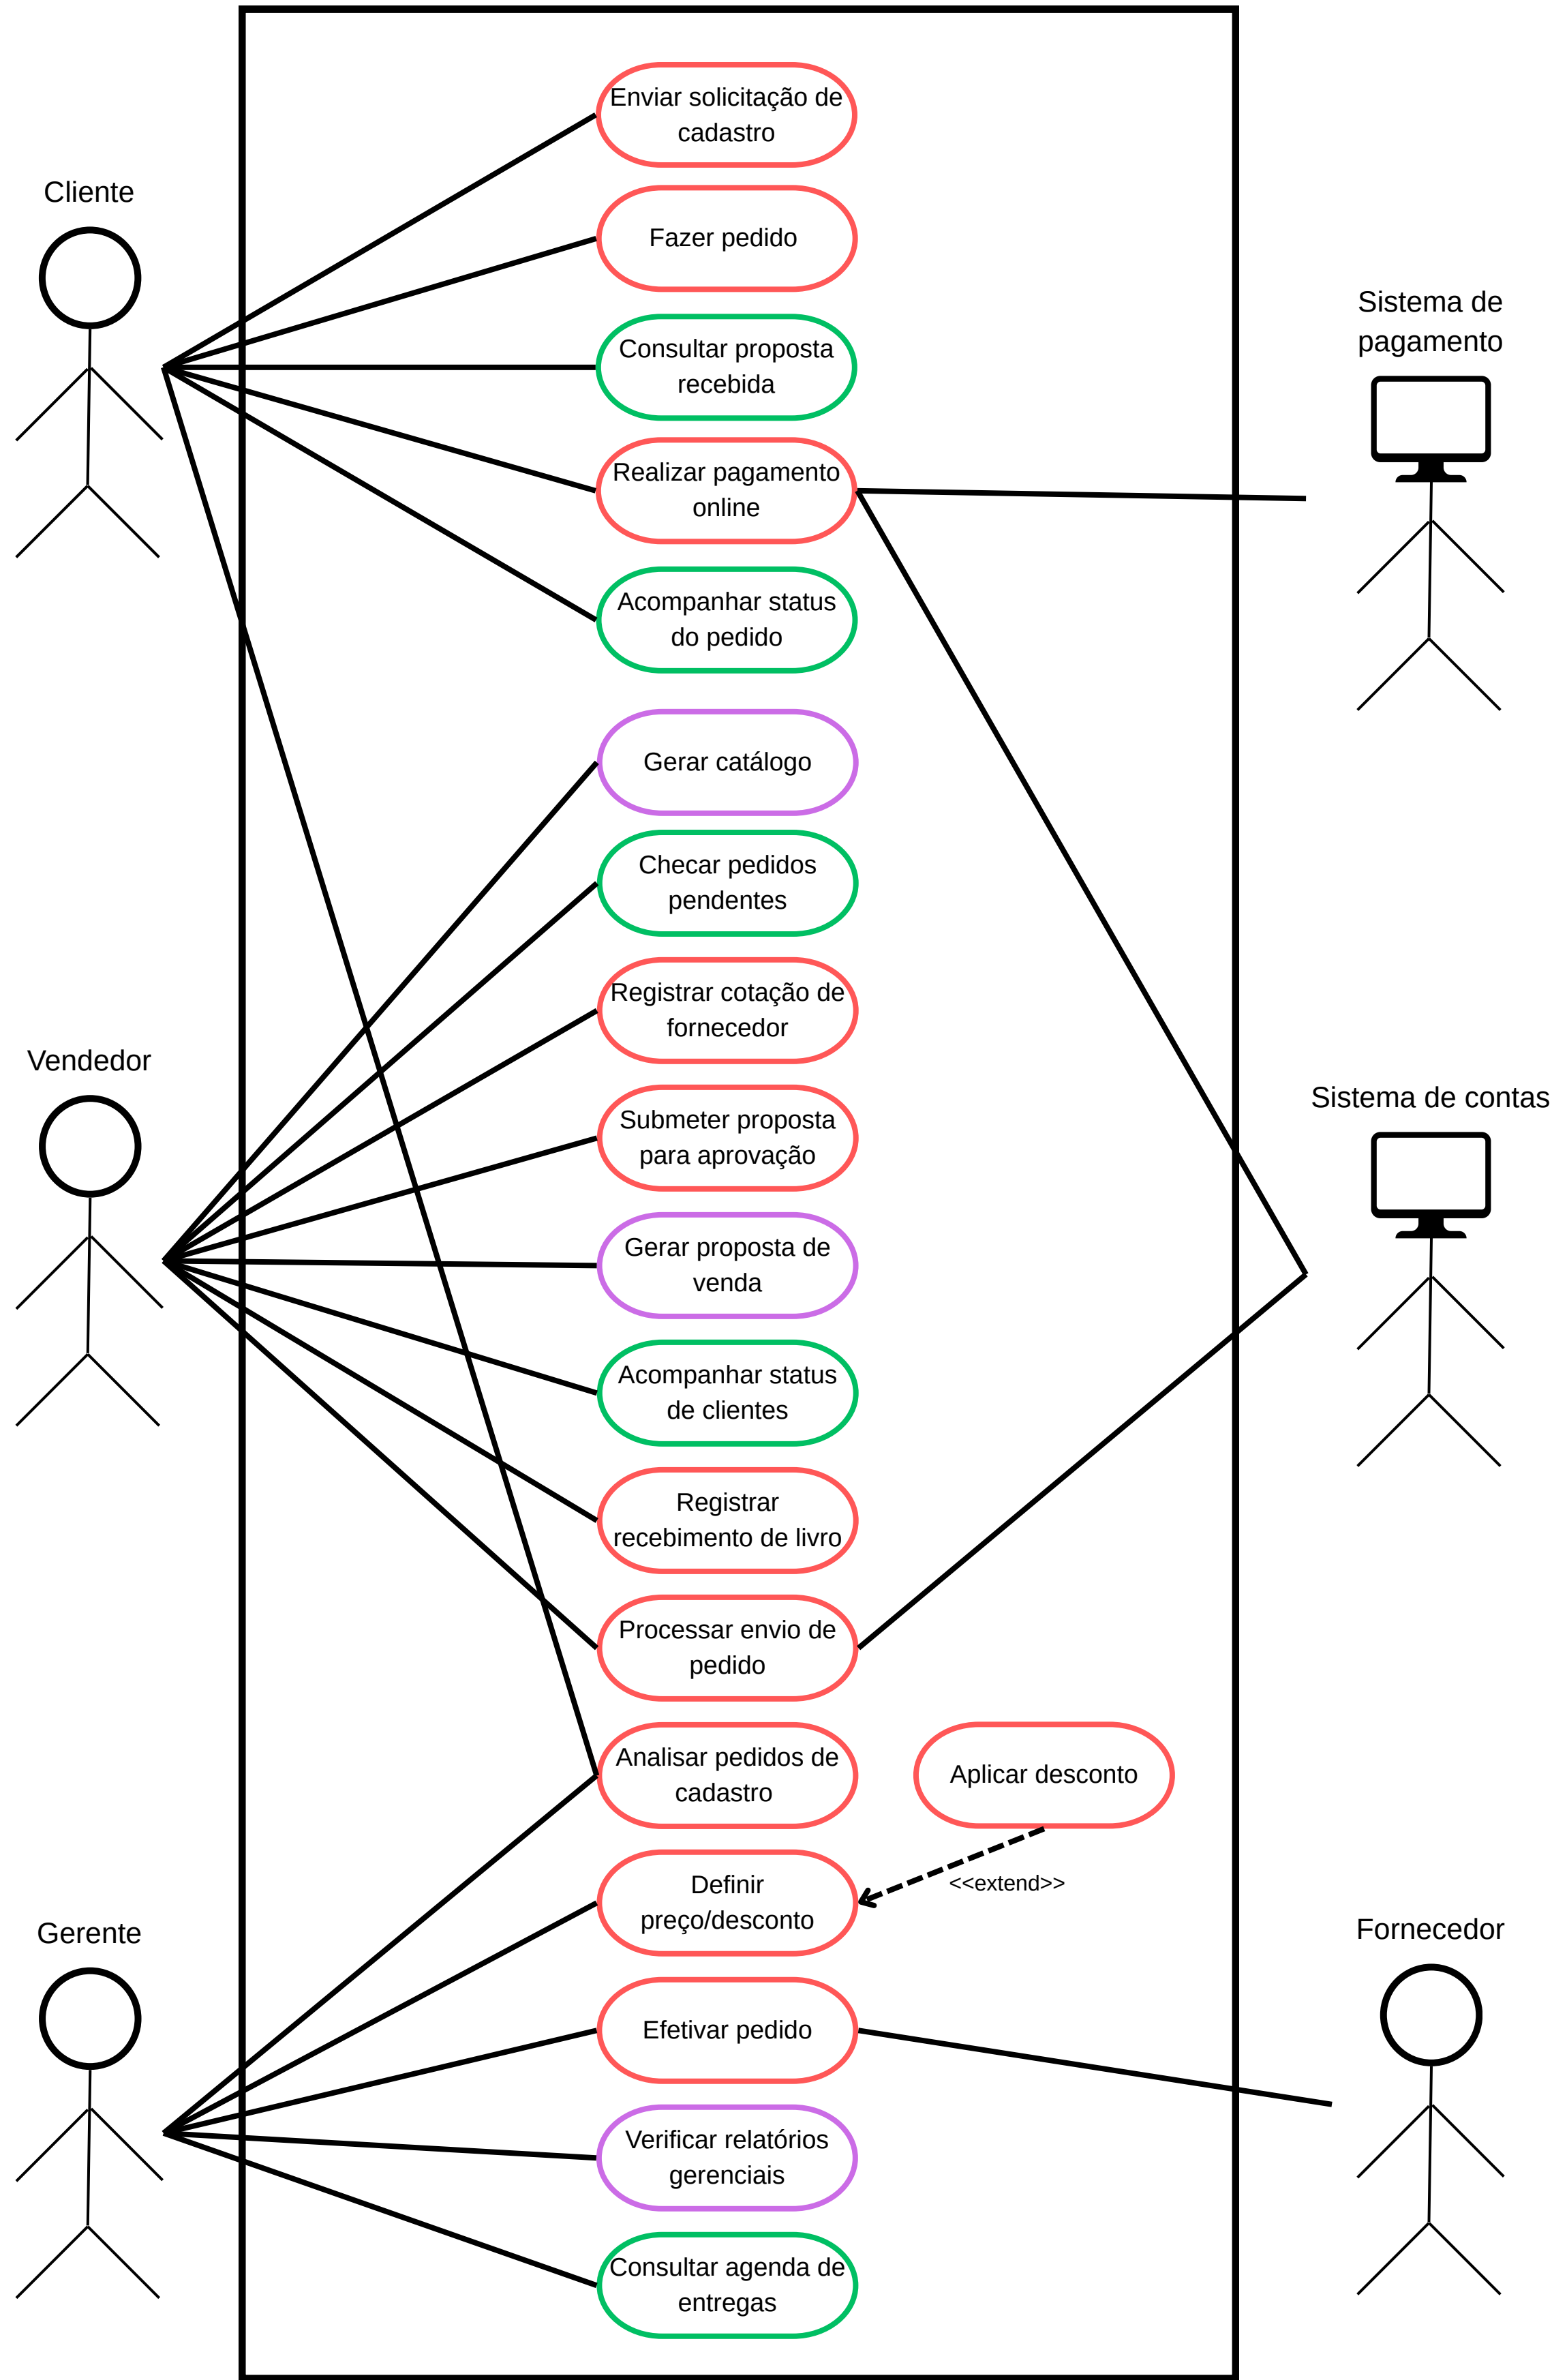 Enviar solicitação de
cadastro
Cliente
Fazer pedido
Sistema de
pagamento
Consultar proposta
recebida
Realizar pagamento
online
Acompanhar status
do pedido
Gerar catálogo
Checar pedidos
pendentes
Registrar cotação de
fornecedor
Vendedor
Sistema de contas
Submeter proposta
para aprovação
Gerar proposta de
venda
Acompanhar status
de clientes
Registrar
recebimento de livro
Processar envio de
pedido
Analisar pedidos de
cadastro
Aplicar desconto
Definir
preço/desconto
<<extend>>
Gerente
Fornecedor
Efetivar pedido
Verificar relatórios
gerenciais
Consultar agenda de
entregas